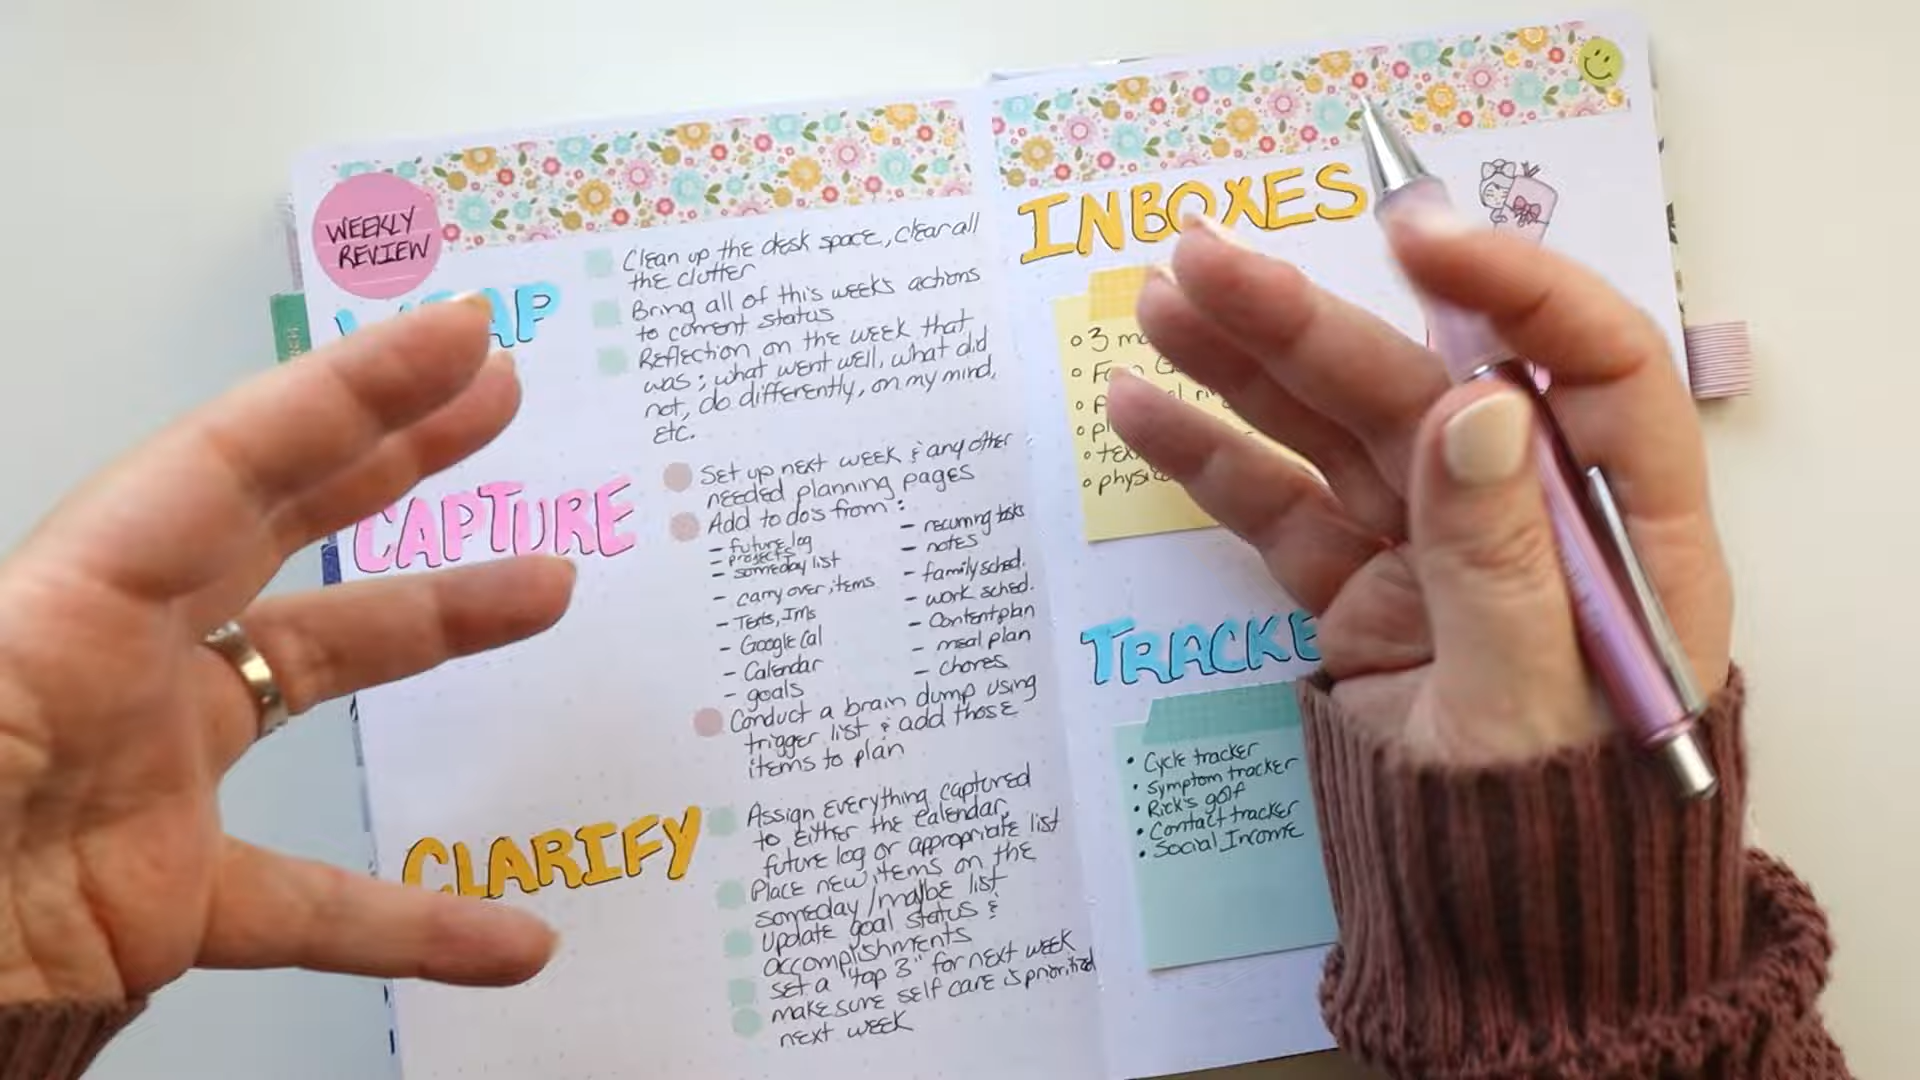 WEEKLY
REVIEW
Clean up the desk space, clear all
the clutter
Bring all of this week's actions
to current status
Reflection on the week that
was; what went well, what did
not, do differently, on my mind,
etc.
CAPTURE
Set up next week & any other
needed planning pages
Add to do's from:
- future log
- projects
- someday list
- carry over items
- Texts, IMs
- Google Cal
- Calendar
- goals
- recurring tasks
- notes
- family sched.
- work sched.
- Content plan
- meal plan
- chores
Conduct a brain dump using
trigger list & add those
items to plan
CLARIFY
Assign everything captured
to either the calendar,
future log or appropriate list
Place new items on the
someday/maybe list
Update goal status &
accomplishments
set a "top 3" for next week
make sure self care is prioritized
next week
INBOXES
3
Cycle tracker
Symptom tracker
Rick's golf
Contact tracker
Social Income